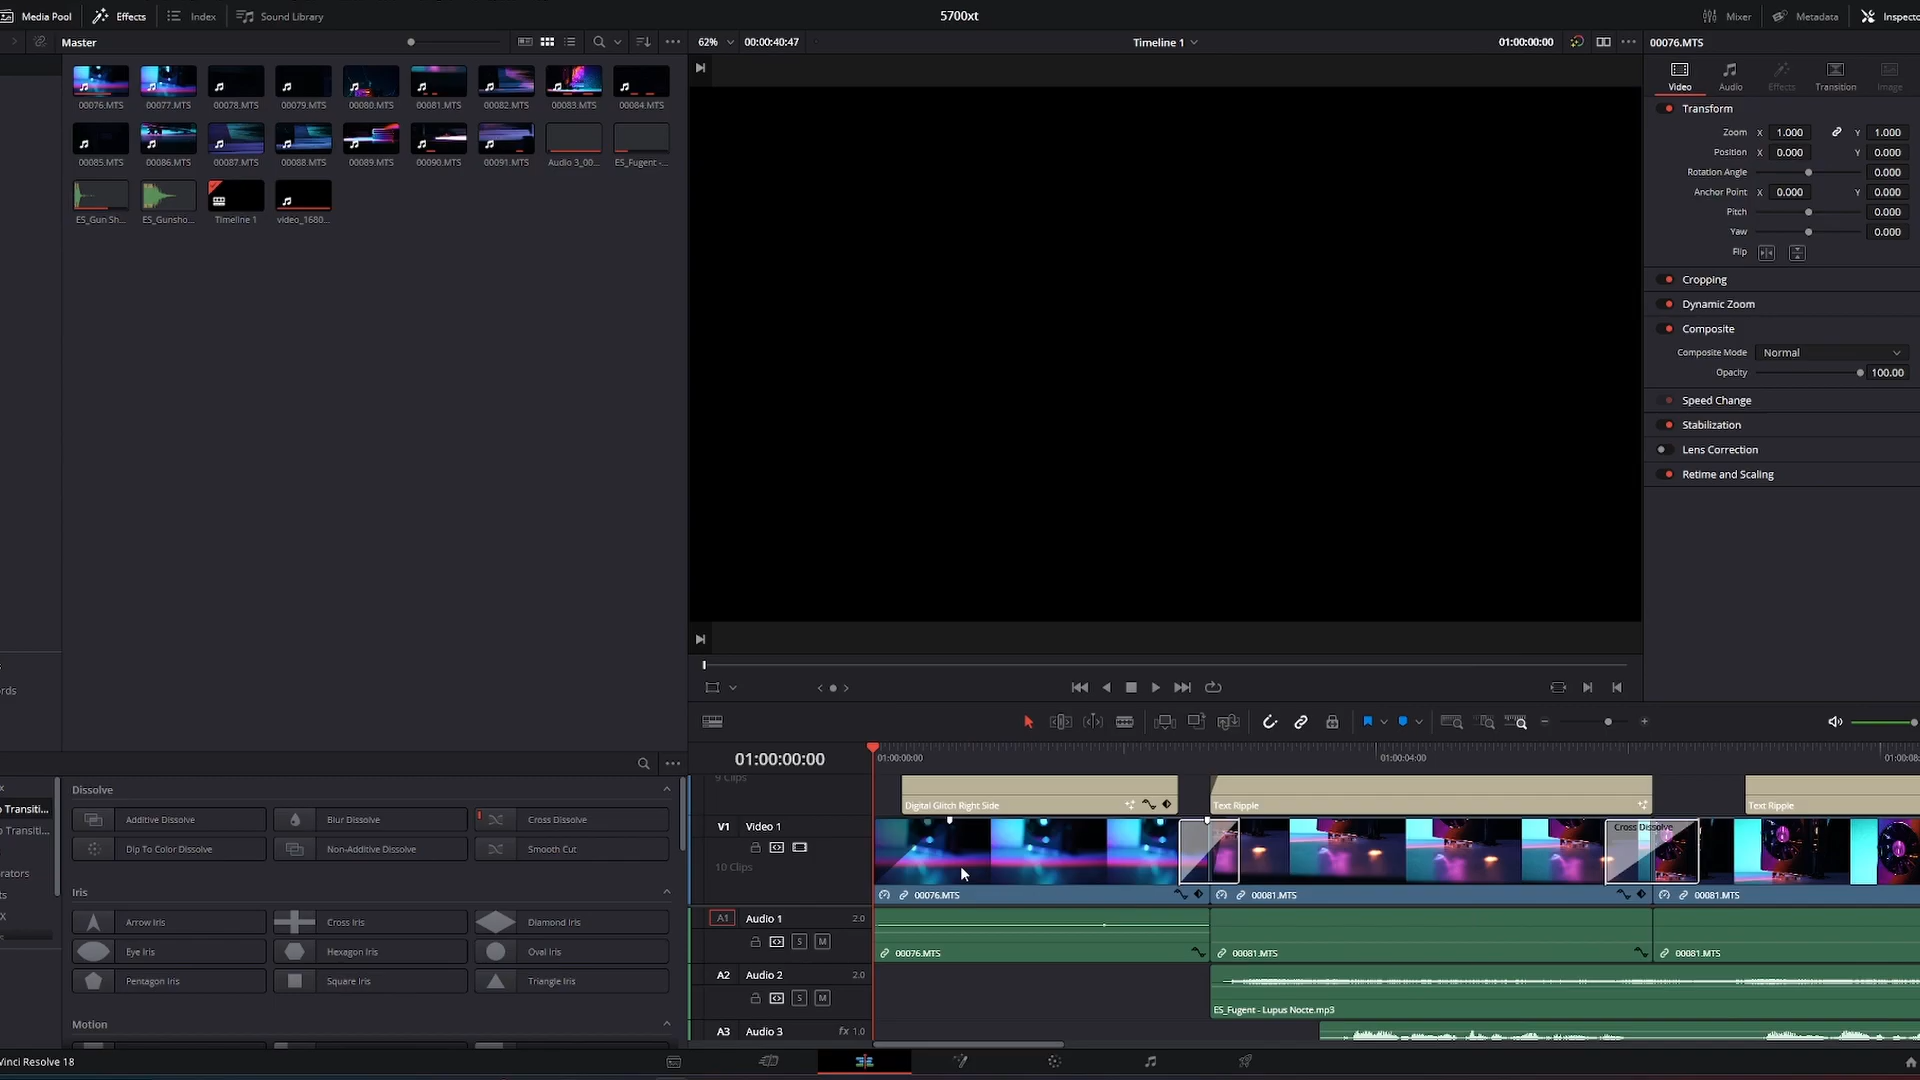 Media Pool Effects Index Sound Library 5700xt Mixer Metadata Inspecto
Master 62% 00:00:40:47 Timeline 1 01:00:00:00 00076.MTS
00076.MTS 00077.MTS 00078.MTS 00079.MTS 00080.MTS 00081.MTS 00082.MTS 00083.MTS 00084.MTS
00085.MTS 00086.MTS 00087.MTS 00088.MTS 00089.MTS 00090.MTS 00091.MTS Audio 3_00... ES_Fugent -...
ES_Gun Sh... ES_Gunsho... Timeline 1 video_1680...
Video Audio Effects Transition Image
Transform
Zoom X 1.000 Y 1.000
Position X 0.000 Y 0.000
Rotation Angle 0.000
Anchor Point X 0.000 Y 0.000
Pitch 0.000
Yaw 0.000
Flip
Cropping
Dynamic Zoom
Composite
Composite Mode Normal
Opacity 100.00
Speed Change
Stabilization
Lens Correction
Retime and Scaling
rds
Transiti...
Transiti...
erators
ts
X
Dissolve
Additive Dissolve Blur Dissolve Cross Dissolve
Dip To Color Dissolve Non-Additive Dissolve Smooth Cut
Iris
Arrow Iris Cross Iris Diamond Iris
Eye Iris Hexagon Iris Oval Iris
Pentagon Iris Square Iris Triangle Iris
Motion
01:00:00:00 01:00:00:00 01:00:04:00 01:00:08:
9 Clips
Digital Glitch Right Side Text Ripple Text Ripple
V1 Video 1 Cross Dissolve
10 Clips
00076.MTS 00081.MTS 00081.MTS
A1 Audio 1 2.0
S M
00076.MTS 00081.MTS 00081.MTS
A2 Audio 2 2.0
S M
ES_Fugent - Lupus Nocte.mp3
A3 Audio 3 fx 1.0
Vinci Resolve 18